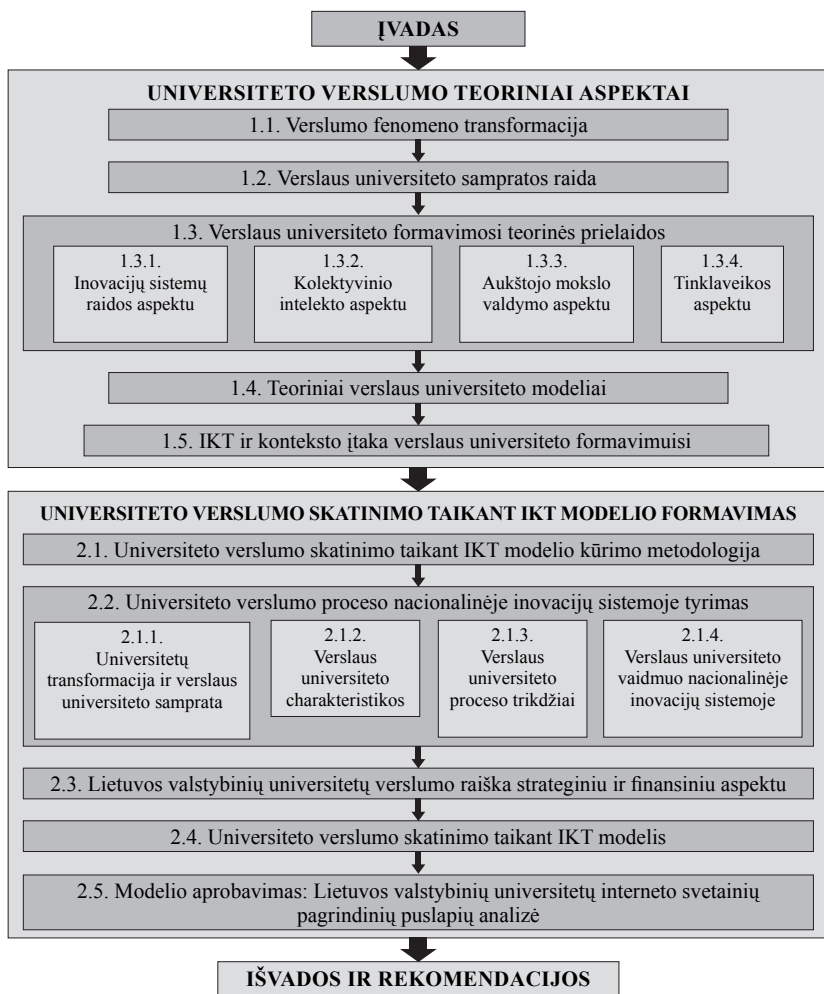 ĮVADAS
UNIVERSITETO VERSLUMO TEORINIAI ASPEKTAI
1.1. Verslumo fenomeno transformacija
1.2. Verslaus universiteto sampratos raida
1.3. Verslaus universiteto formavimosi teorinės prielaidos
1.3.1.
Inovacijų sistemų
raidos aspektu
1.3.2.
Kolektyvinio
intelekto aspektu
1.3.3.
Aukštojo mokslo
valdymo aspektu
1.3.4.
Tinklaveikos
aspektu
1.4. Teoriniai verslaus universiteto modeliai
1.5. IKT ir konteksto įtaka verslaus universiteto formavimuisi
UNIVERSITETO VERSLUMO SKATINIMO TAIKANT IKT MODELIO FORMAVIMAS
2.1. Universiteto verslumo skatinimo taikant IKT modelio kūrimo metodologija
2.2. Universiteto verslumo proceso nacionalinėje inovacijų sistemoje tyrimas
2.1.1.
Universitetų
transformacija ir verslaus
universiteto samprata
2.1.2.
Verslaus
universiteto
charakteristikos
2.1.3.
Verslaus
universiteto
proceso trikdžiai
2.1.4.
Verslaus universiteto
vaidmuo nacionalinėje
inovacijų sistemoje
2.3. Lietuvos valstybinių universitetų verslumo raiška strateginiu ir finansiniu aspektu
2.4. Universiteto verslumo skatinimo taikant IKT modelis
2.5. Modelio aprobavimas: Lietuvos valstybinių universitetų interneto svetainių
pagrindinių puslapių analizė
IŠVADOS IR REKOMENDACIJOS